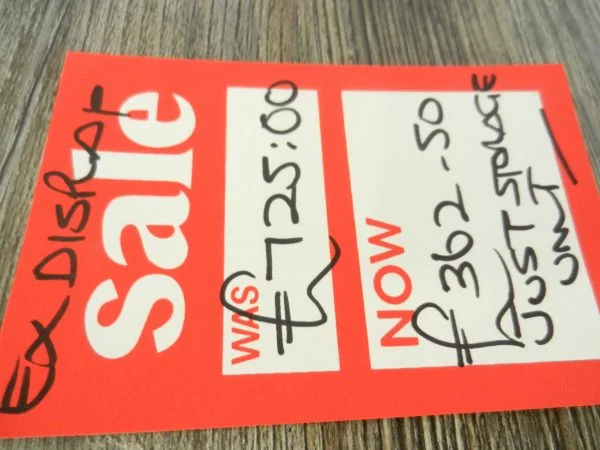 EX DISPLAY
Sale
WAS
£725:00
NOW
£362-50
JUST STORAGE
UNIT